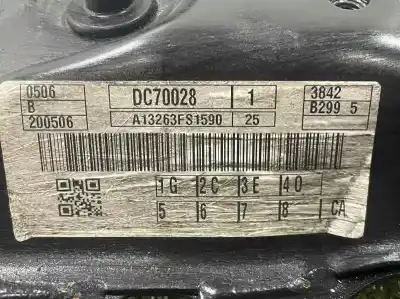 0506 DC70028 1 3842
B B299 5
200506 A13263FS1590 25
1G 2C 3E 40
5 6 7 8 CA